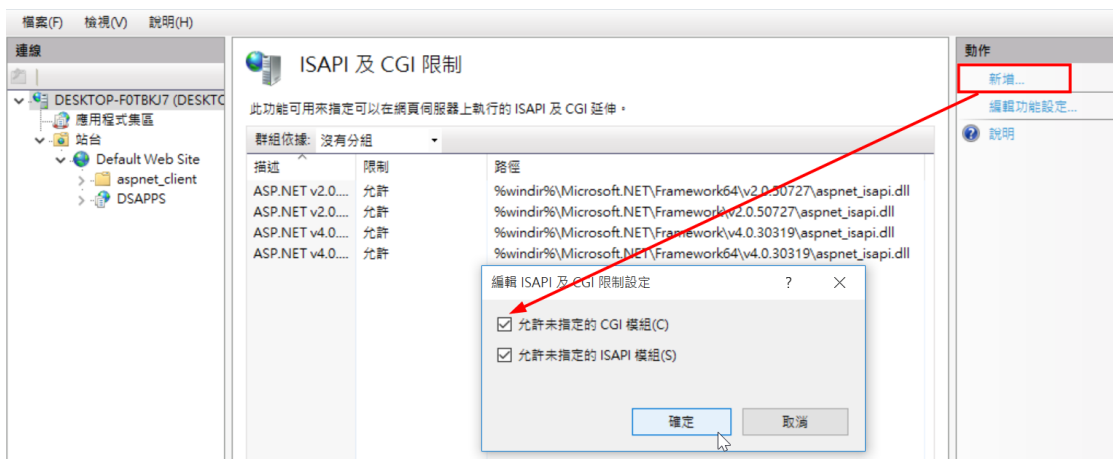 檔案(F) 檢視(V) 說明(H)
連線
DESKTOP-F0TBKJ7 (DESKTC
應用程式集區
站台
Default Web Site
aspnet_client
DSAPPS
ISAPI 及 CGI 限制
此功能可用來指定可以在網頁伺服器上執行的 ISAPI 及 CGI 延伸。
群組依據: 沒有分組
描述 限制 路徑
ASP.NET v2.0.... 允許 %windir%\Microsoft.NET\Framework64\v2.0.50727\aspnet_isapi.dll
ASP.NET v2.0.... 允許 %windir%\Microsoft.NET\Framework\v2.0.50727\aspnet_isapi.dll
ASP.NET v4.0.... 允許 %windir%\Microsoft.NET\Framework\v4.0.30319\aspnet_isapi.dll
ASP.NET v4.0.... 允許 %windir%\Microsoft.NET\Framework64\v4.0.30319\aspnet_isapi.dll
編輯 ISAPI 及 CGI 限制設定 ?
允許未指定的 CGI 模組(C)
允許未指定的 ISAPI 模組(S)
確定 取消
動作
新增...
編輯功能設定...
說明